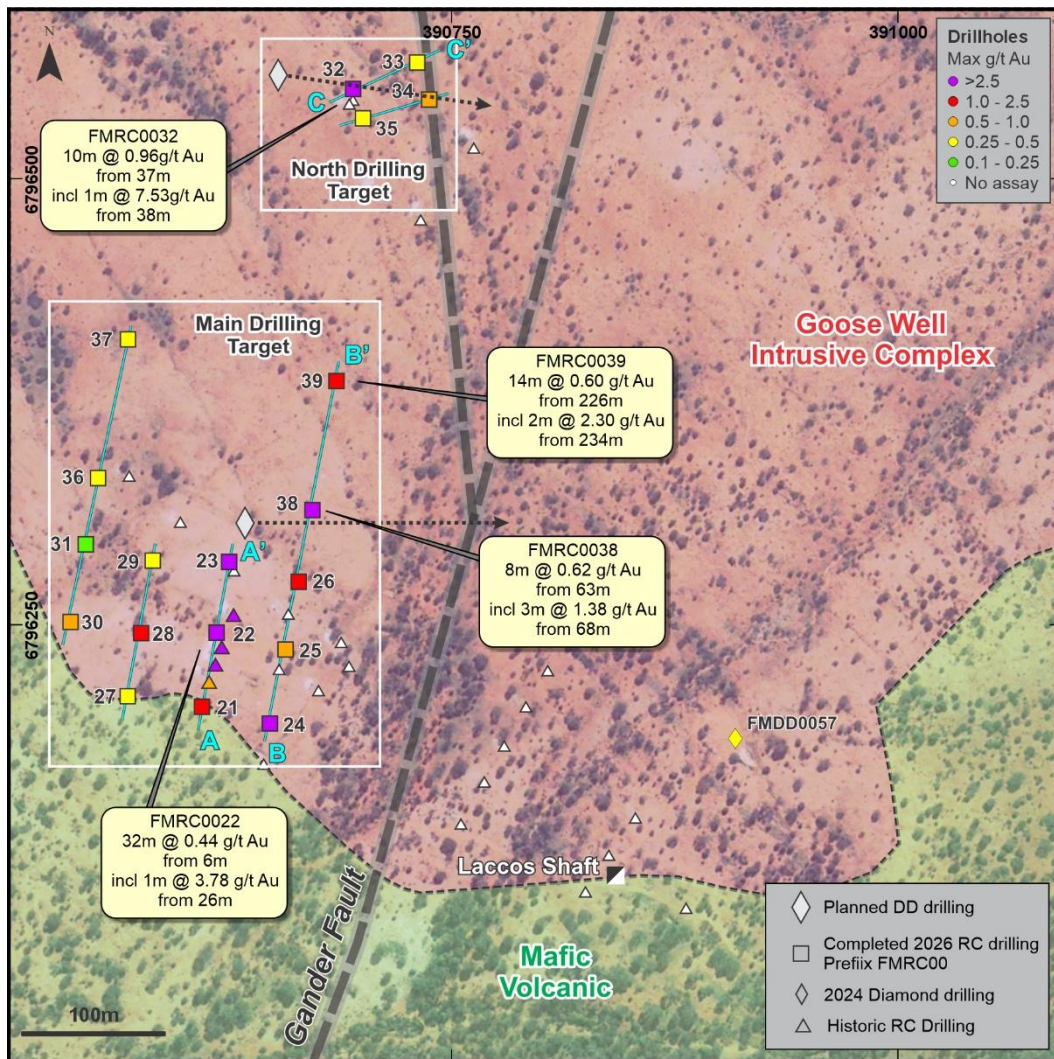 390750
391000
N
Drillholes
Max g/t Au
>2.5
1.0 - 2.5
0.5 - 1.0
0.25 - 0.5
0.1 - 0.25
No assay
C'
33
32
34
C
35
North Drilling
Target
FMRC0032
10m @ 0.96g/t Au
from 37m
incl 1m @ 7.53g/t Au
from 38m
6796500
Main Drilling
Target
37
B'
39
FMRC0039
14m @ 0.60 g/t Au
from 226m
incl 2m @ 2.30 g/t Au
from 234m
Goose Well
Intrusive Complex
36
38
31
29
A'
23
26
FMRC0038
8m @ 0.62 g/t Au
from 63m
incl 3m @ 1.38 g/t Au
from 68m
6796250
30
28
22
25
27
21
24
A
B
FMDD0057
FMRC0022
32m @ 0.44 g/t Au
from 6m
incl 1m @ 3.78 g/t Au
from 26m
Laccos Shaft
Gander Fault
Mafic
Volcanic
Planned DD drilling
Completed 2026 RC drilling
Prefiix FMRC00
2024 Diamond drilling
Historic RC Drilling
100m